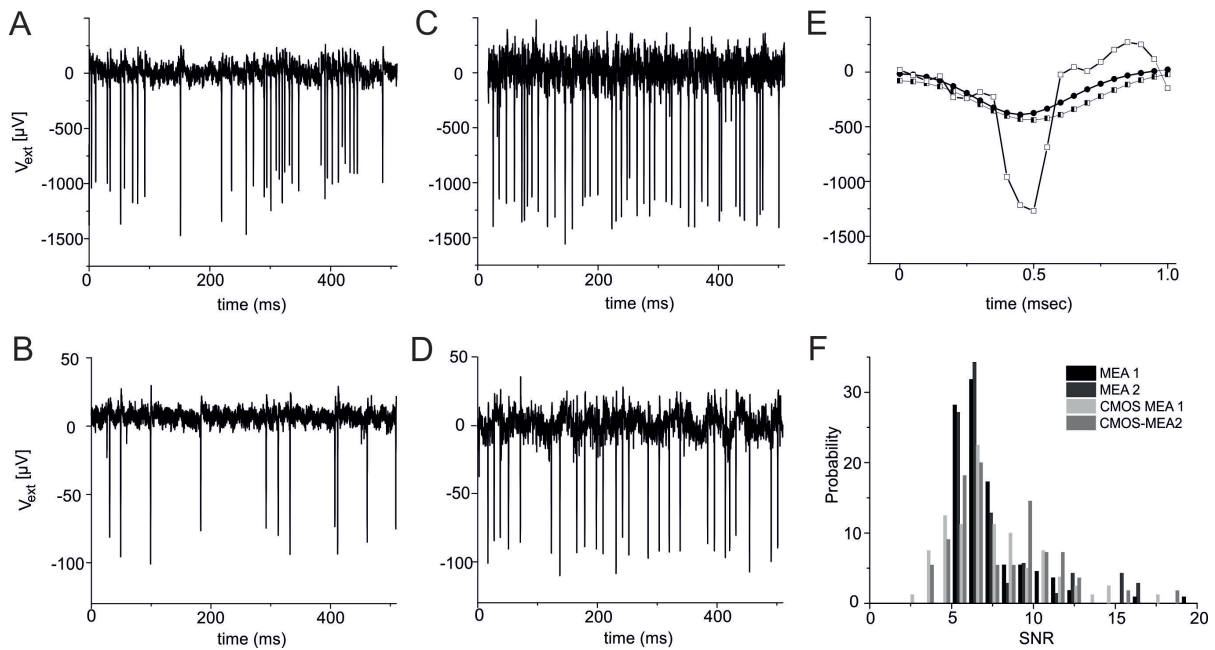 A
0
-500
-1000
-1500
V_ext [µV]
0 200 400
time (ms)
C
0
-500
-1000
-1500
0 200 400
time (ms)
E
0
-500
-1000
-1500
0 0.5 1.0
time (msec)
B
50
0
-50
-100
V_ext [µV]
0 200 400
time (ms)
D
50
0
-50
-100
0 200 400
time (ms)
F
MEA 1
MEA 2
CMOS MEA 1
CMOS-MEA2
30
20
10
0
Probability
0 5 10 15 20
SNR